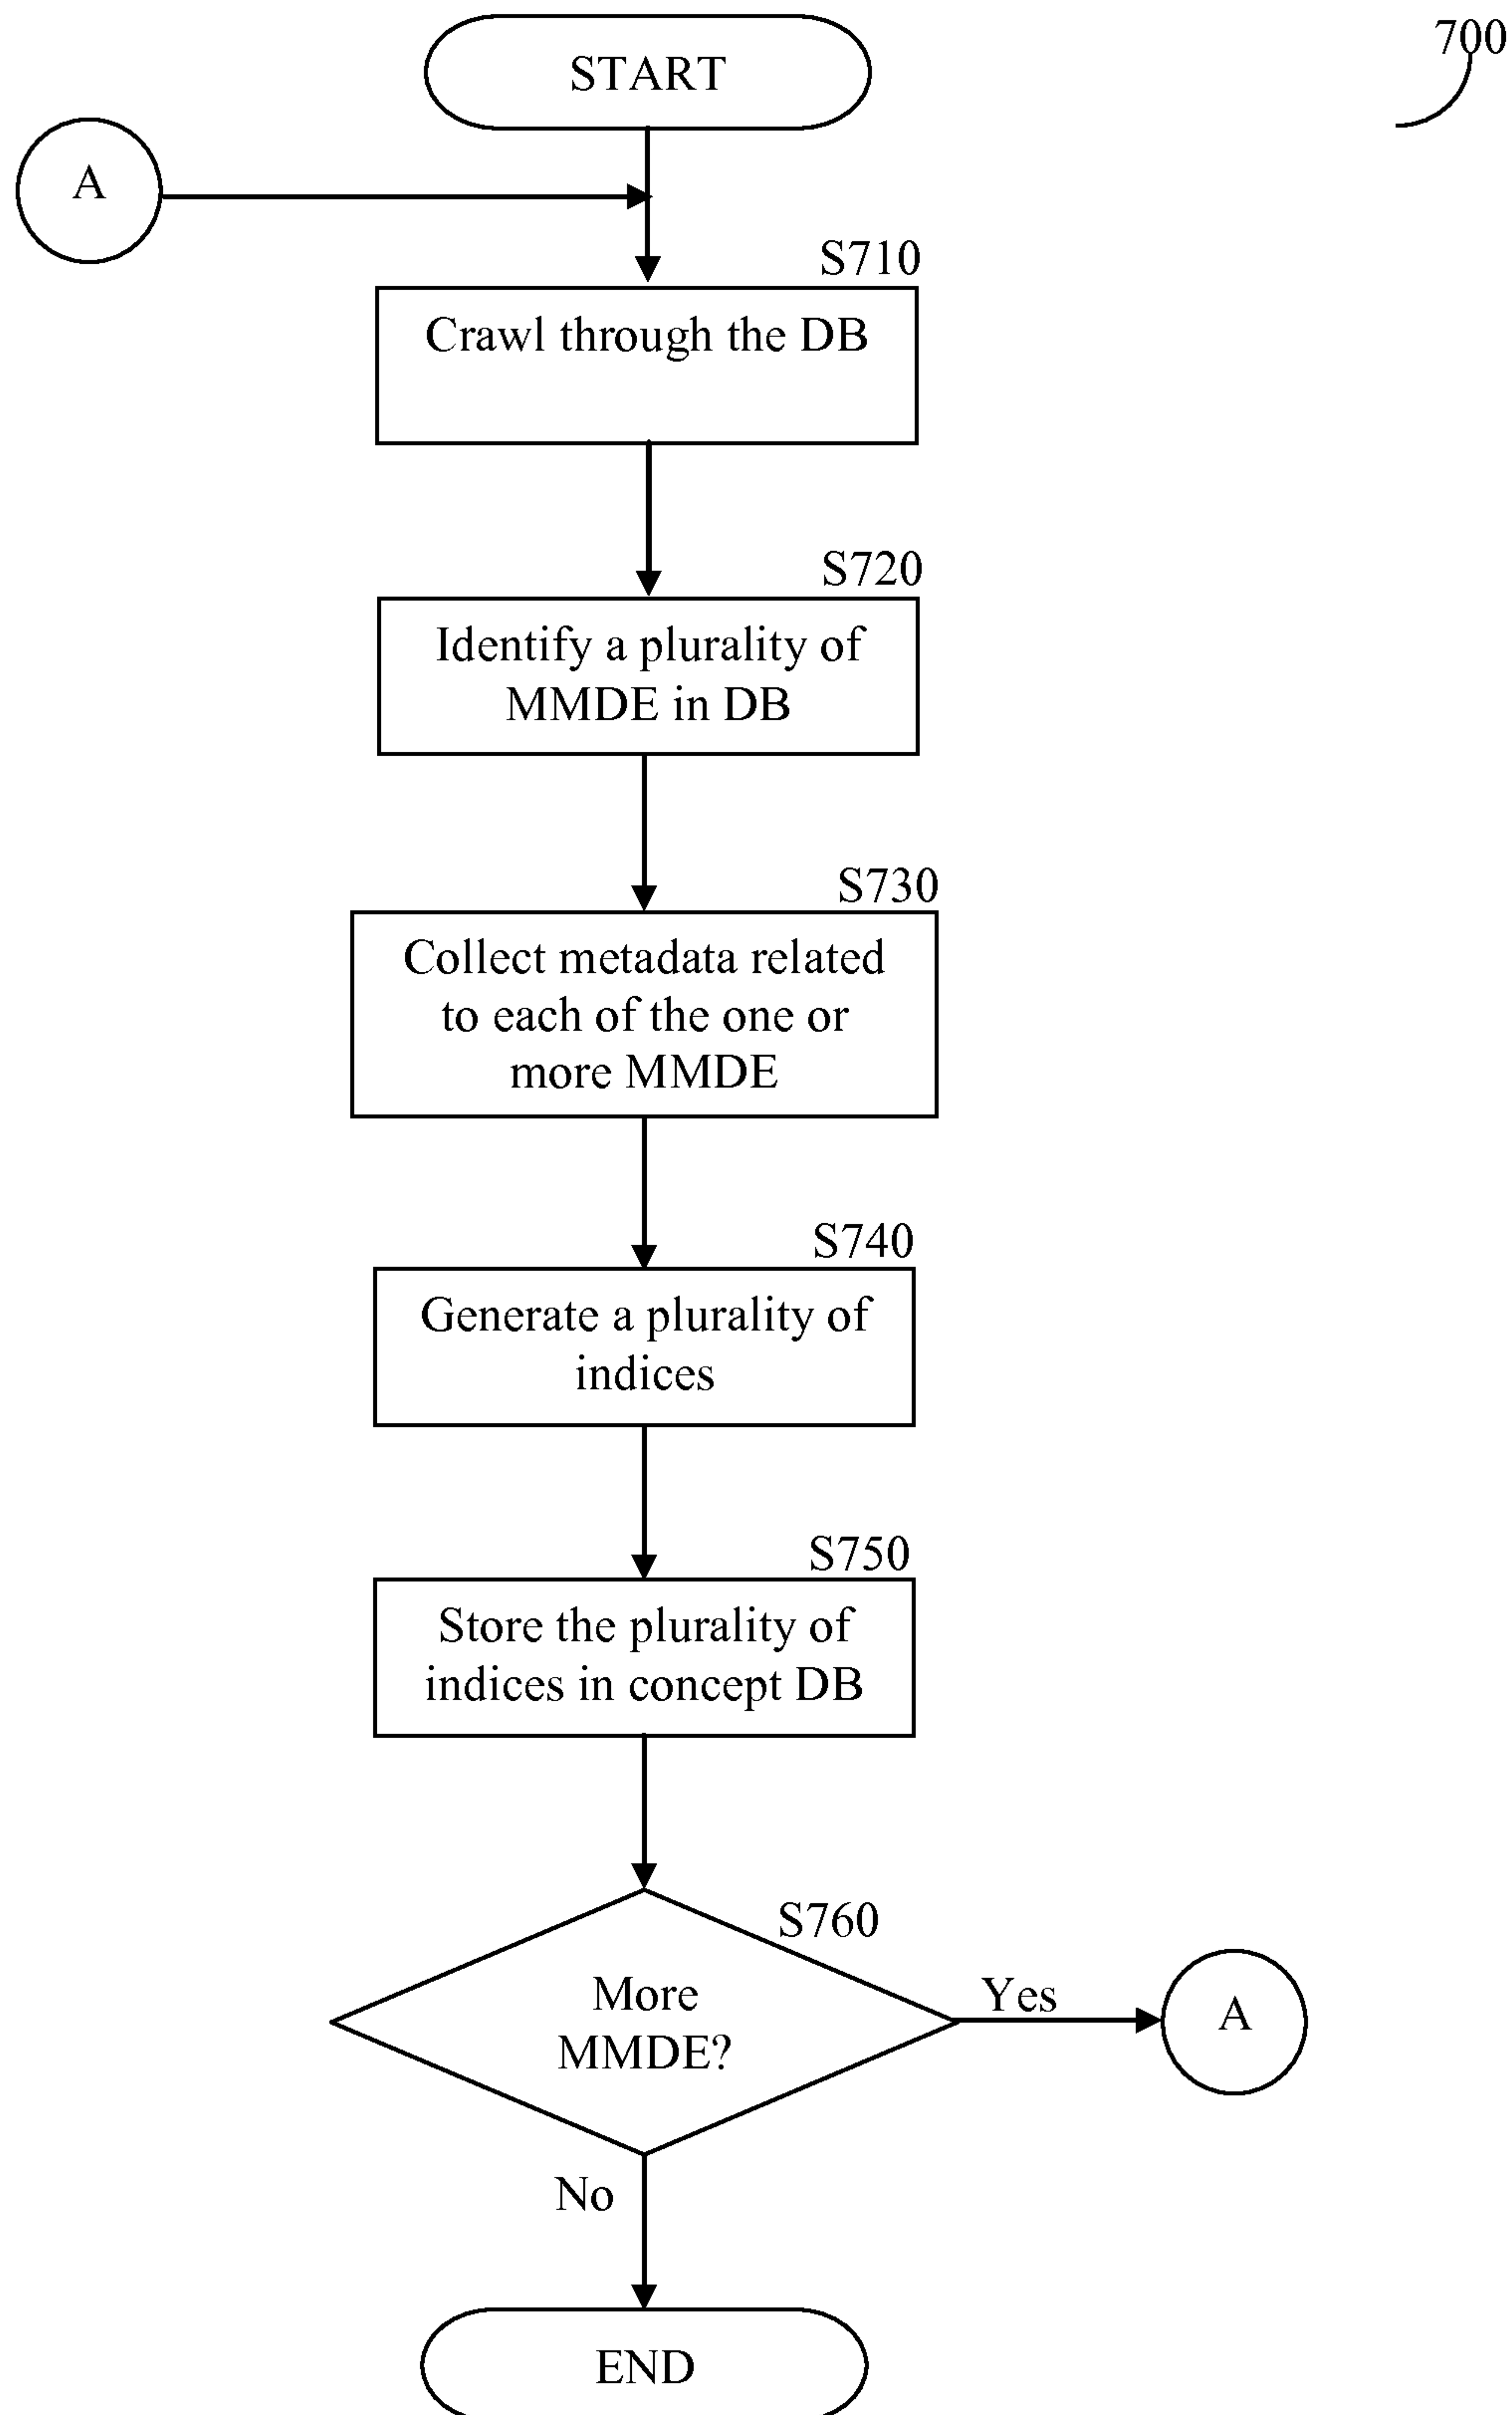 700
START
A
S710
Crawl through the DB
S720
Identify a plurality of
MMDE in DB
S730
Collect metadata related
to each of the one or
more MMDE
S740
Generate a plurality of
indices
S750
Store the plurality of
indices in concept DB
S760
More
MMDE?
Yes
A
No
END